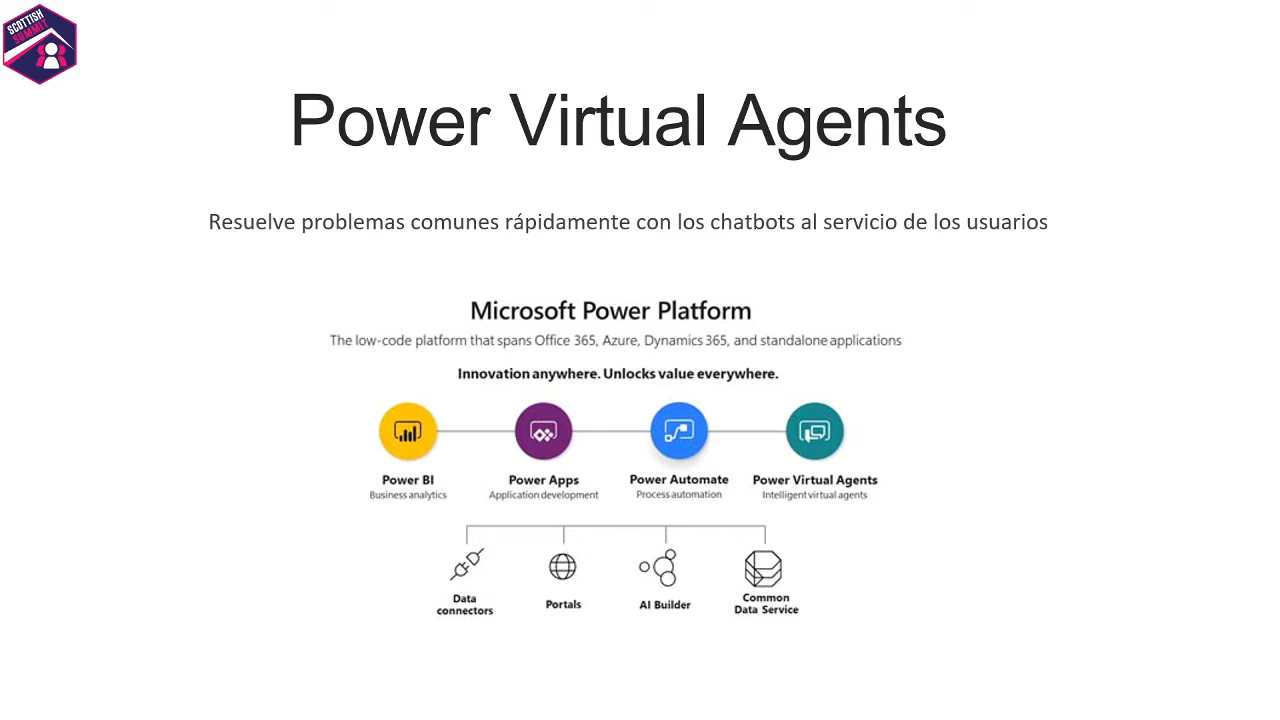 SCOTTISH
SUMMIT
Power Virtual Agents
Resuelve problemas comunes rápidamente con los chatbots al servicio de los usuarios
Microsoft Power Platform
The low-code platform that spans Office 365, Azure, Dynamics 365, and standalone applications
Innovation anywhere. Unlocks value everywhere.
Power BI Power Apps Power Automate Power Virtual Agents
Business analytics Application development Process automation Intelligent virtual agents
Data connectors
Portals
AI Builder
Common Data Service